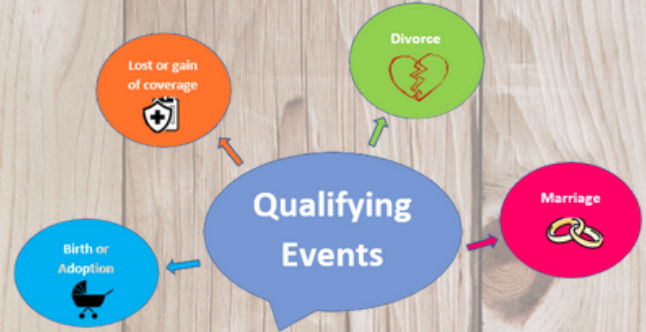 Divorce
Lost or gain
of coverage
Qualifying
Events
Marriage
Birth or
Adoption